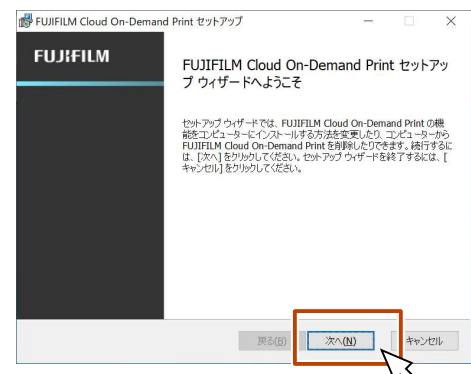 FUJIFILM Cloud On-Demand Print セットアップ
FUJIFILM
FUJIFILM Cloud On-Demand Print セットアッ
プ ウィザードへようこそ
セットアップ ウィザードでは、FUJIFILM Cloud On-Demand Print の機
能をコンピューターにインストールする方法を変更したり、コンピューターから
FUJIFILM Cloud On-Demand Print を削除したりできます。続行するに
は、[次へ] をクリックしてください。セットアップ ウィザードを終了するには、[
キャンセル] をクリックしてください。
戻る(B) 次へ(N) キャンセル